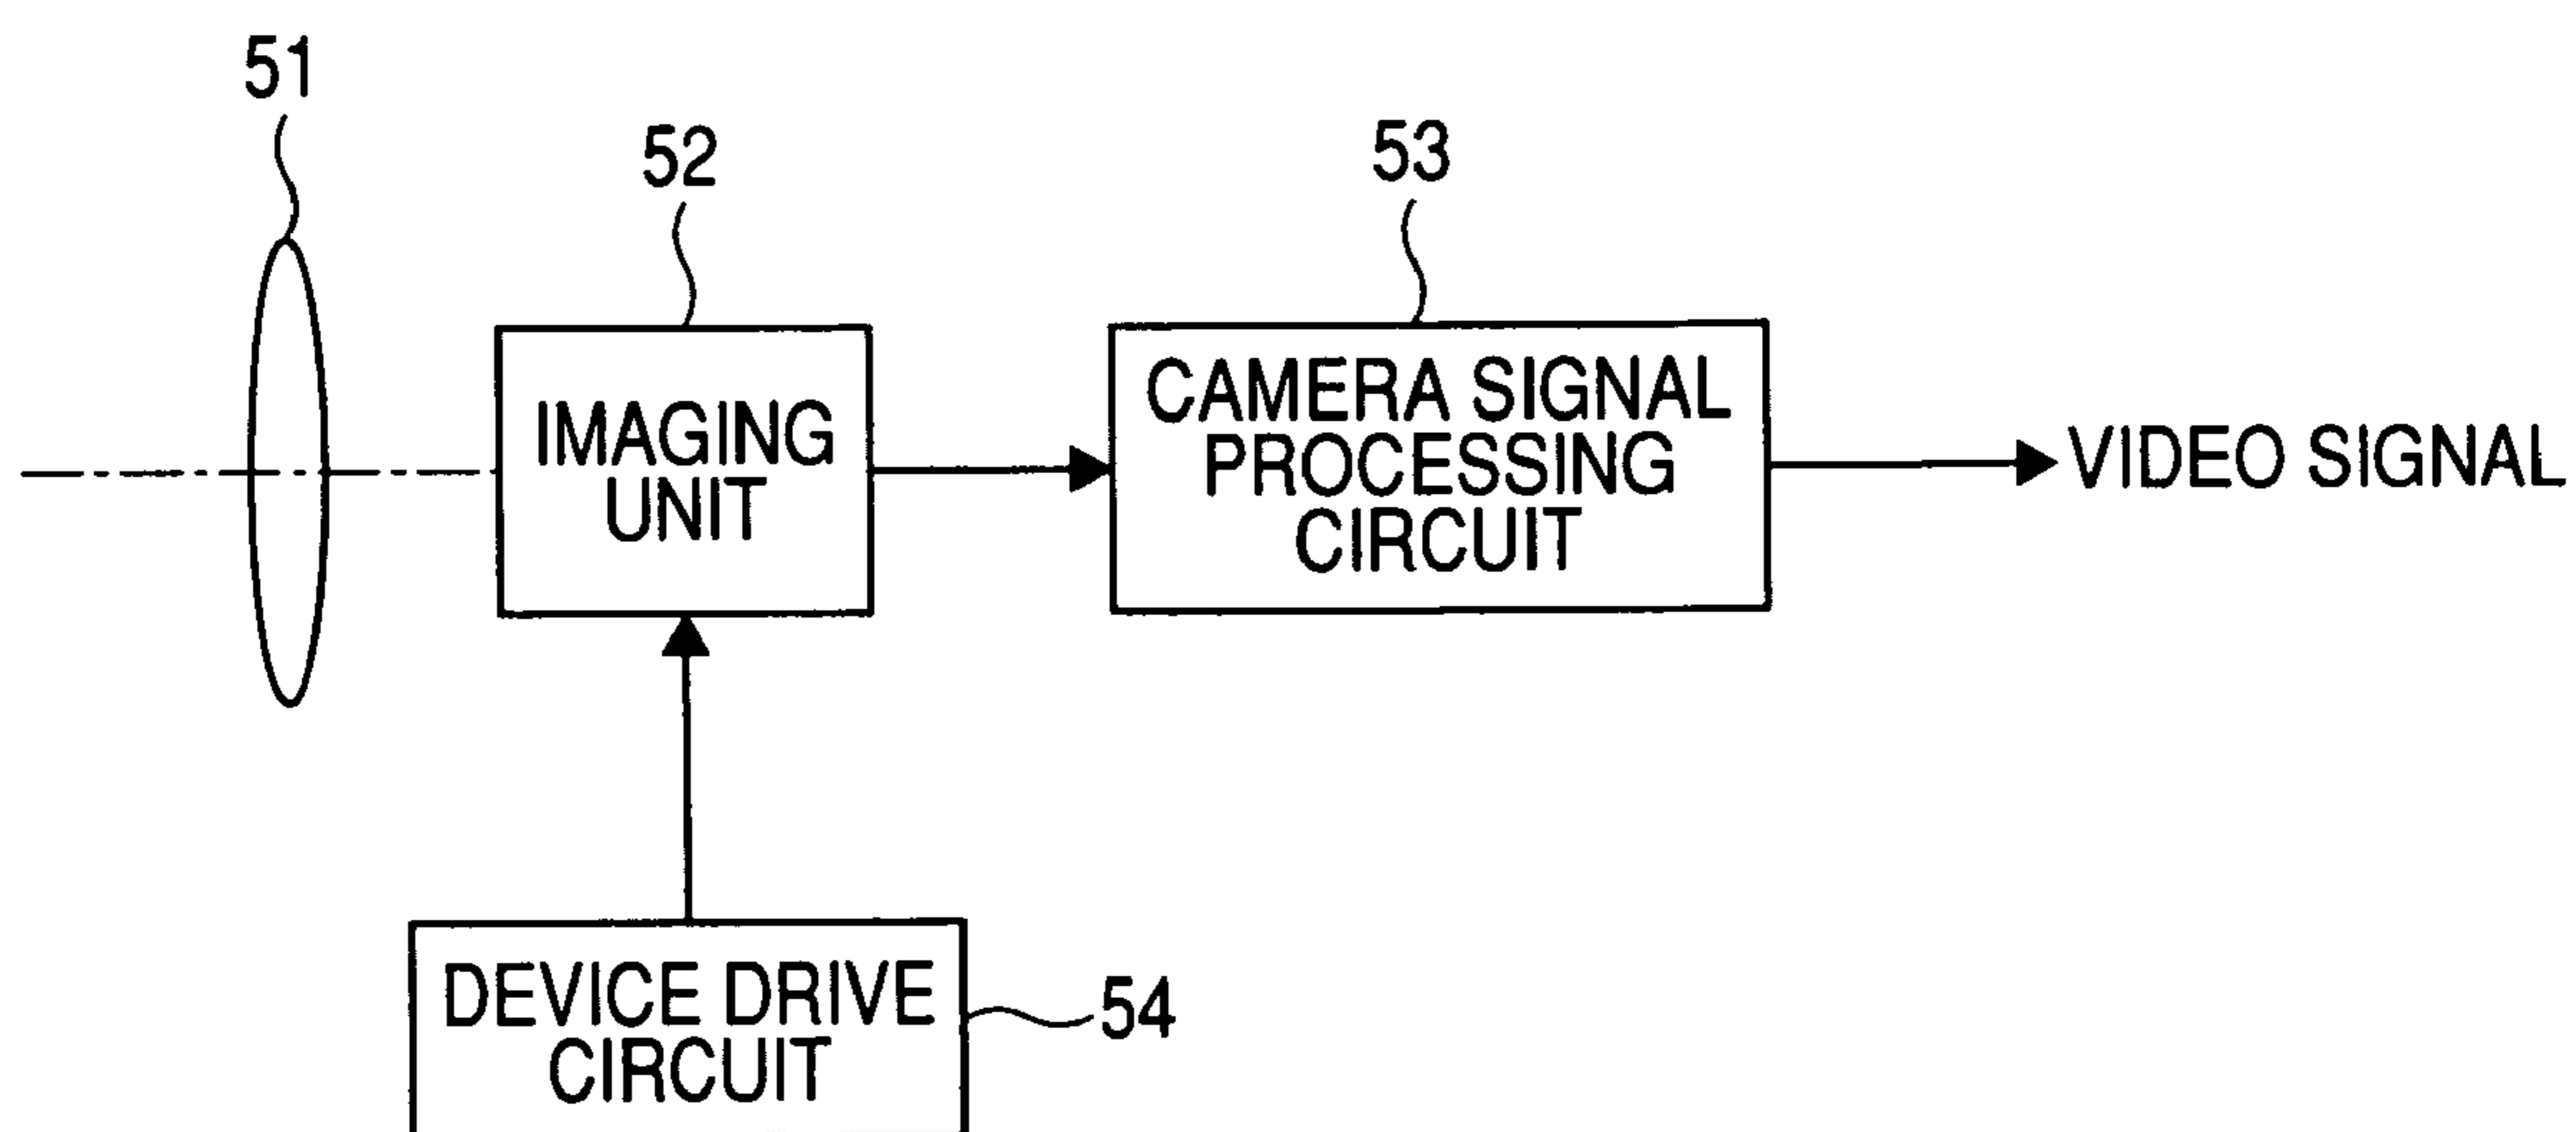 51
52
53
IMAGING
UNIT
CAMERA SIGNAL
PROCESSING
CIRCUIT
VIDEO SIGNAL
DEVICE DRIVE
CIRCUIT
54